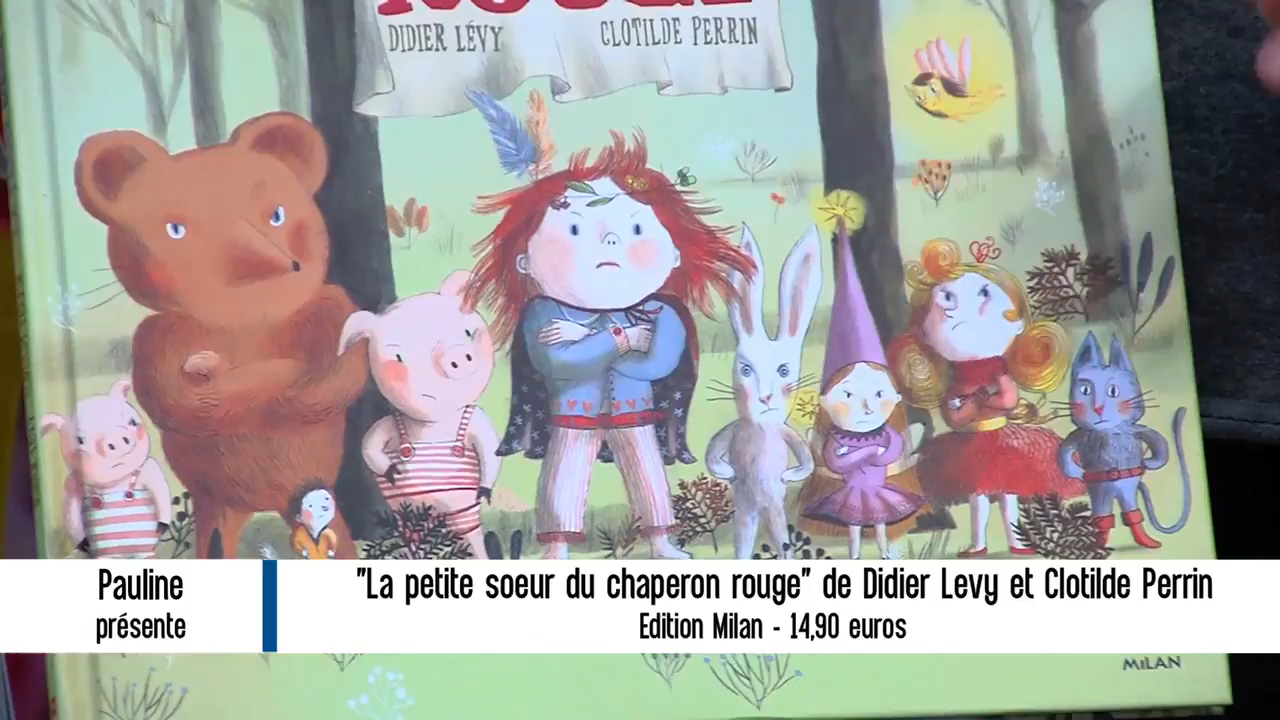 ROUGE
DIDIER LÉVY
CLOTILDE PERRIN
Pauline
présente
"La petite soeur du chaperon rouge" de Didier Levy et Clotilde Perrin
Edition Milan - 14,90 euros
MiLAN